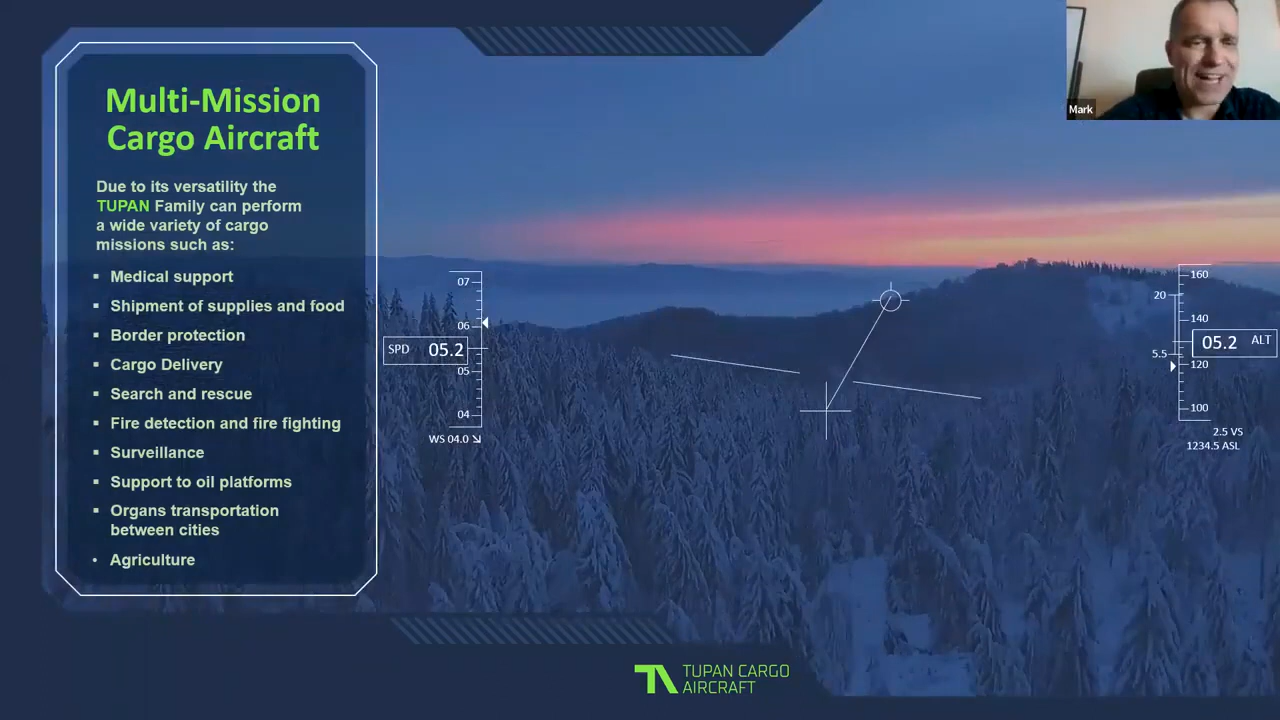 Multi-Mission
Cargo Aircraft
Due to its versatility the
TUPAN Family can perform
a wide variety of cargo
missions such as:
▪ Medical support
▪ Shipment of supplies and food
▪ Border protection
▪ Cargo Delivery
▪ Search and rescue
▪ Fire detection and fire fighting
▪ Surveillance
▪ Support to oil platforms
▪ Organs transportation
between cities
• Agriculture
07
06
SPD 05.2
05
04
WS 04.0 ↘
160
20
140
05.2 ALT
5.5
120
100
2.5 VS
1234.5 ASL
Mark
TUPAN CARGO
AIRCRAFT